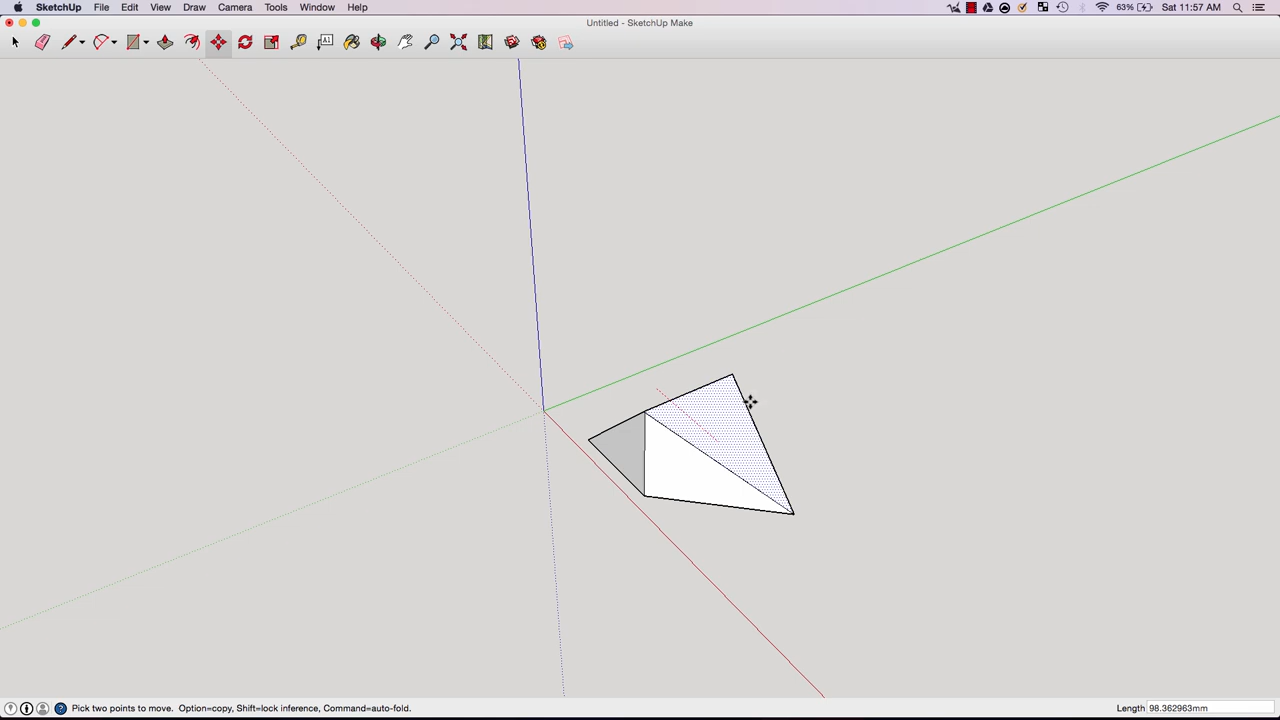 SketchUp File Edit View Draw Camera Tools Window Help 63% Sat 11:57 AM
Untitled - SketchUp Make
A1
Pick two points to move. Option=copy, Shift=lock inference, Command=auto-fold. Length 98.362963mm